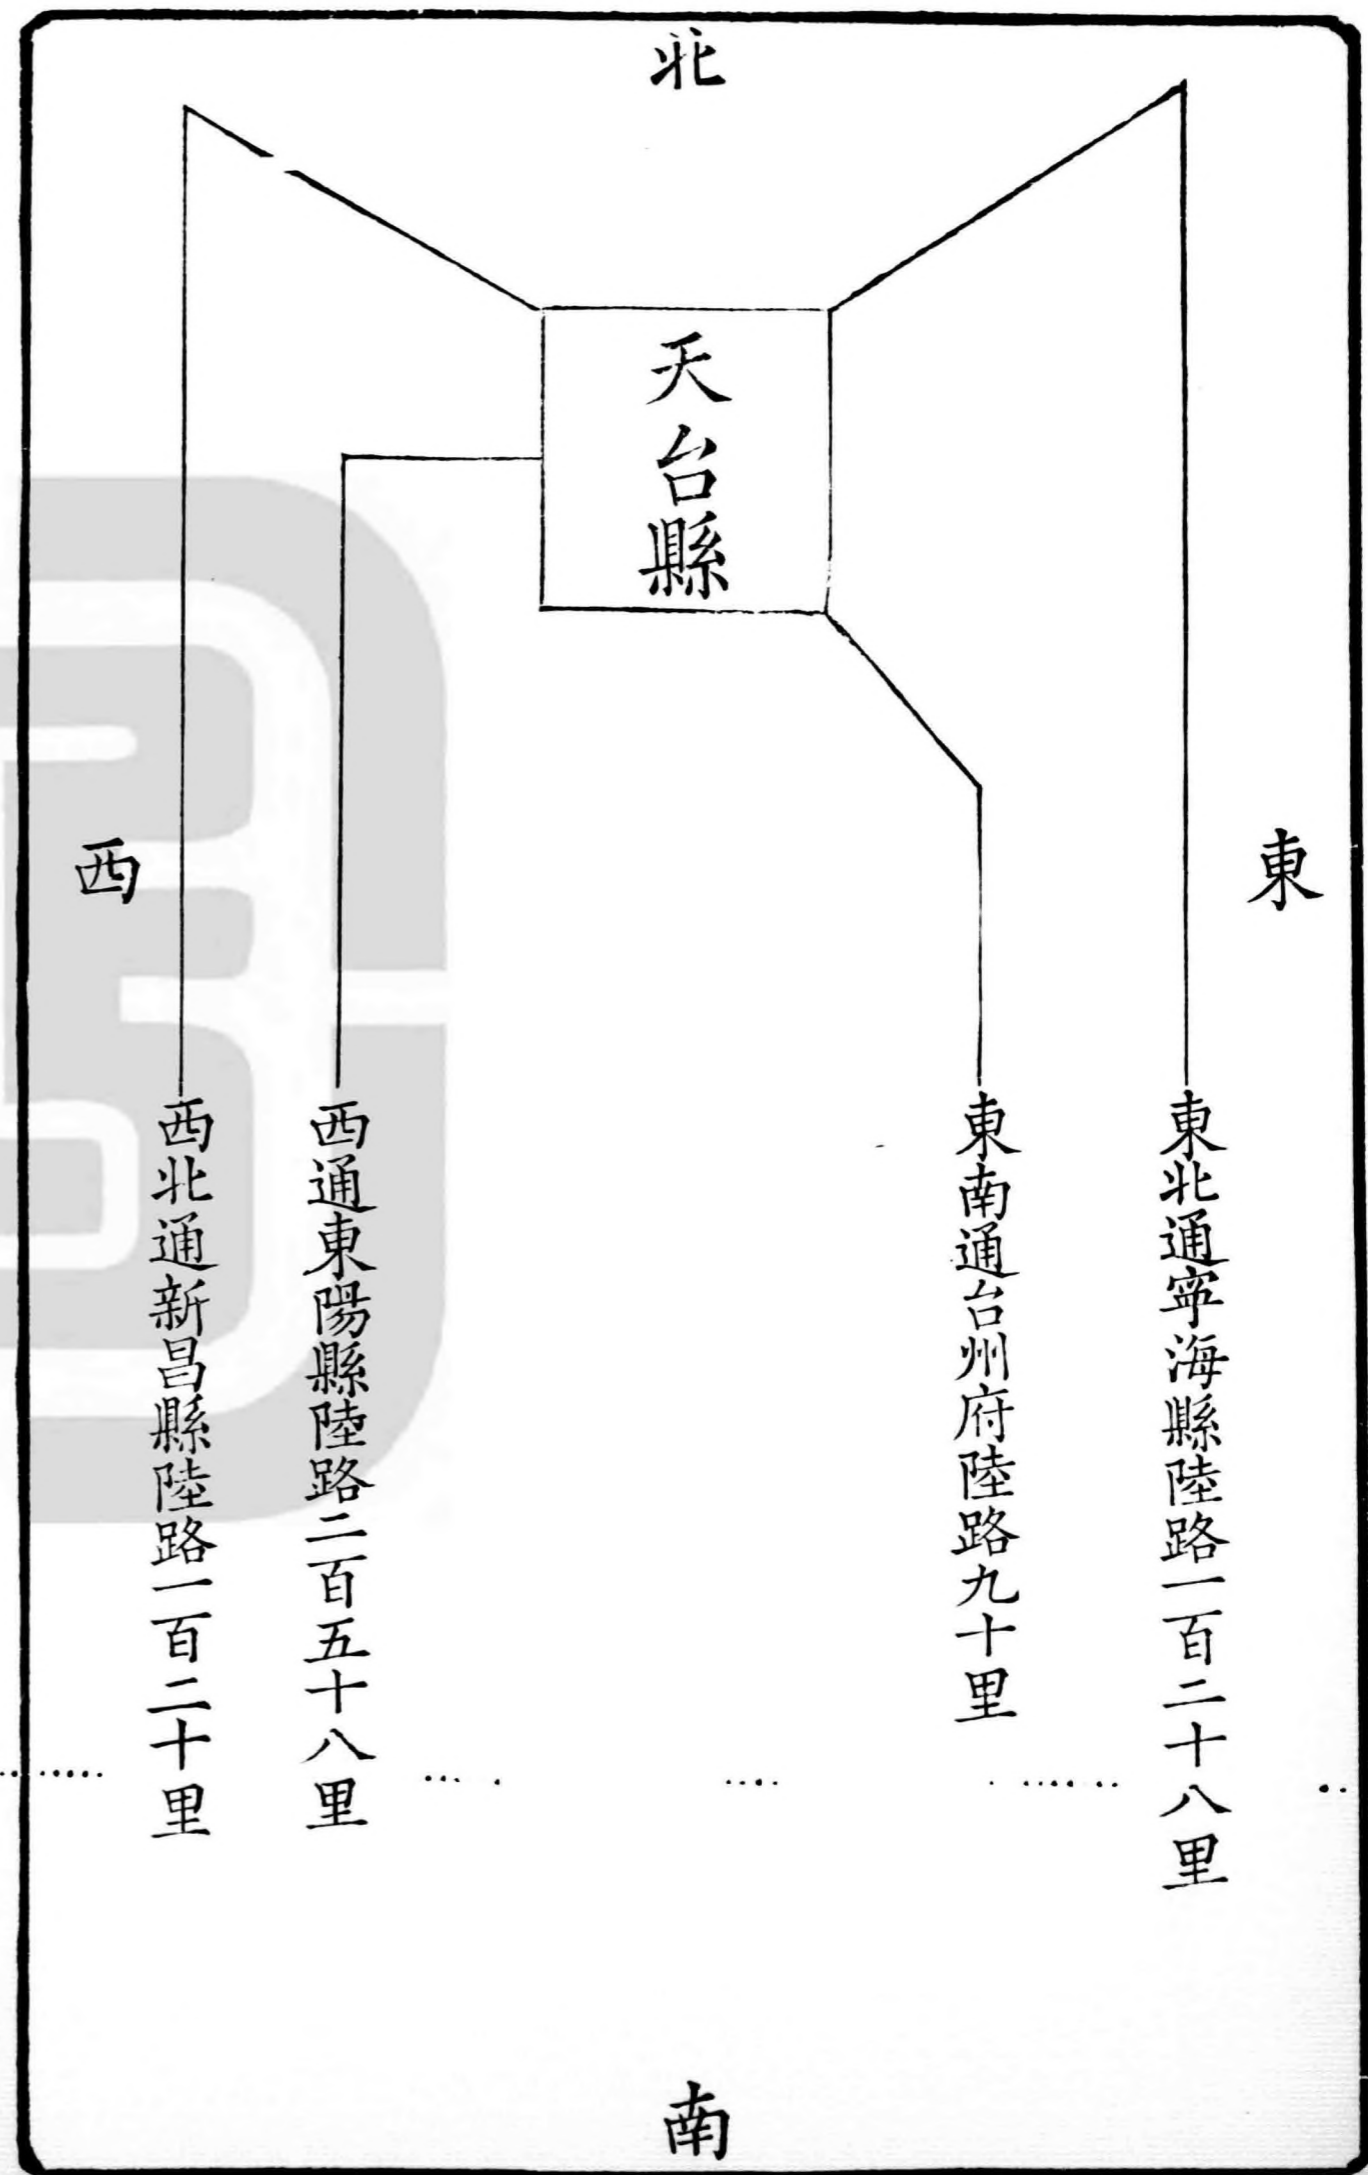 北
天台縣
東
西
東北通寧海縣陸路一百二十八里
東南通台州府陸路九十里
西通東陽縣陸路二百五十八里
西北通新昌縣陸路一百二十里
南